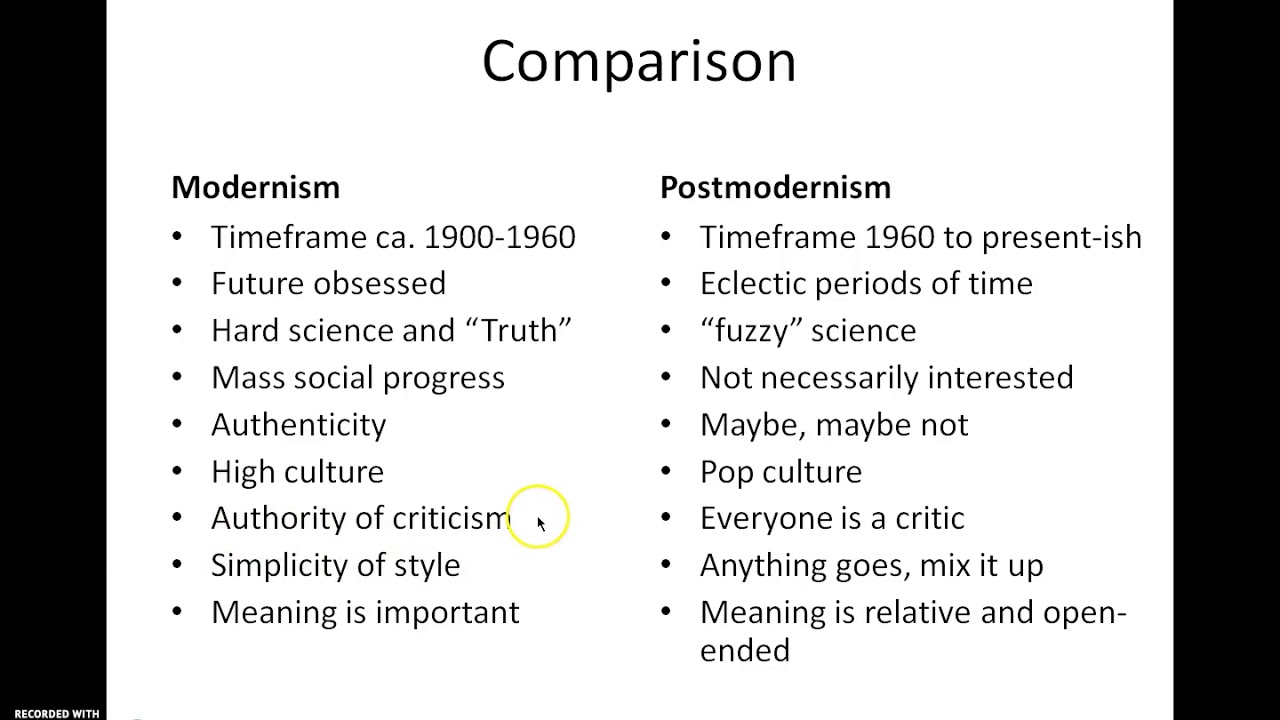 Comparison
Modernism
• Timeframe ca. 1900-1960
• Future obsessed
• Hard science and “Truth”
• Mass social progress
• Authenticity
• High culture
• Authority of criticism
• Simplicity of style
• Meaning is important
Postmodernism
• Timeframe 1960 to present-ish
• Eclectic periods of time
• “fuzzy” science
• Not necessarily interested
• Maybe, maybe not
• Pop culture
• Everyone is a critic
• Anything goes, mix it up
• Meaning is relative and open-
ended
RECORDED WITH